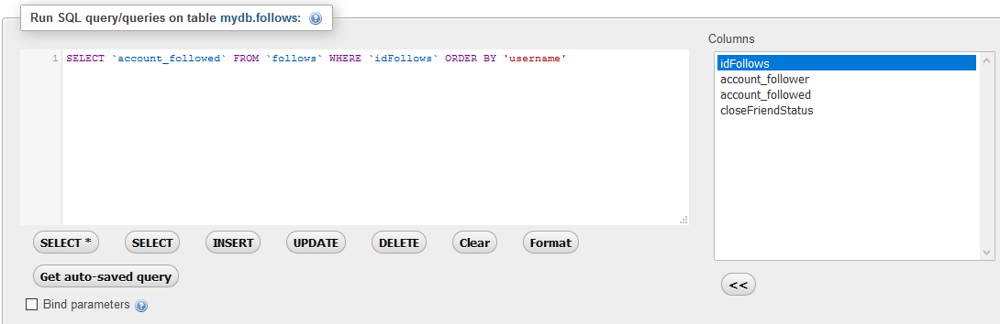 Run SQL query/queries on table mydb.follows:
Columns
1 SELECT `account_followed` FROM `follows` WHERE `idFollows` ORDER BY 'username'
idFollows
account_follower
account_followed
closeFriendStatus
SELECT * SELECT INSERT UPDATE DELETE Clear Format
Get auto-saved query
<<
Bind parameters